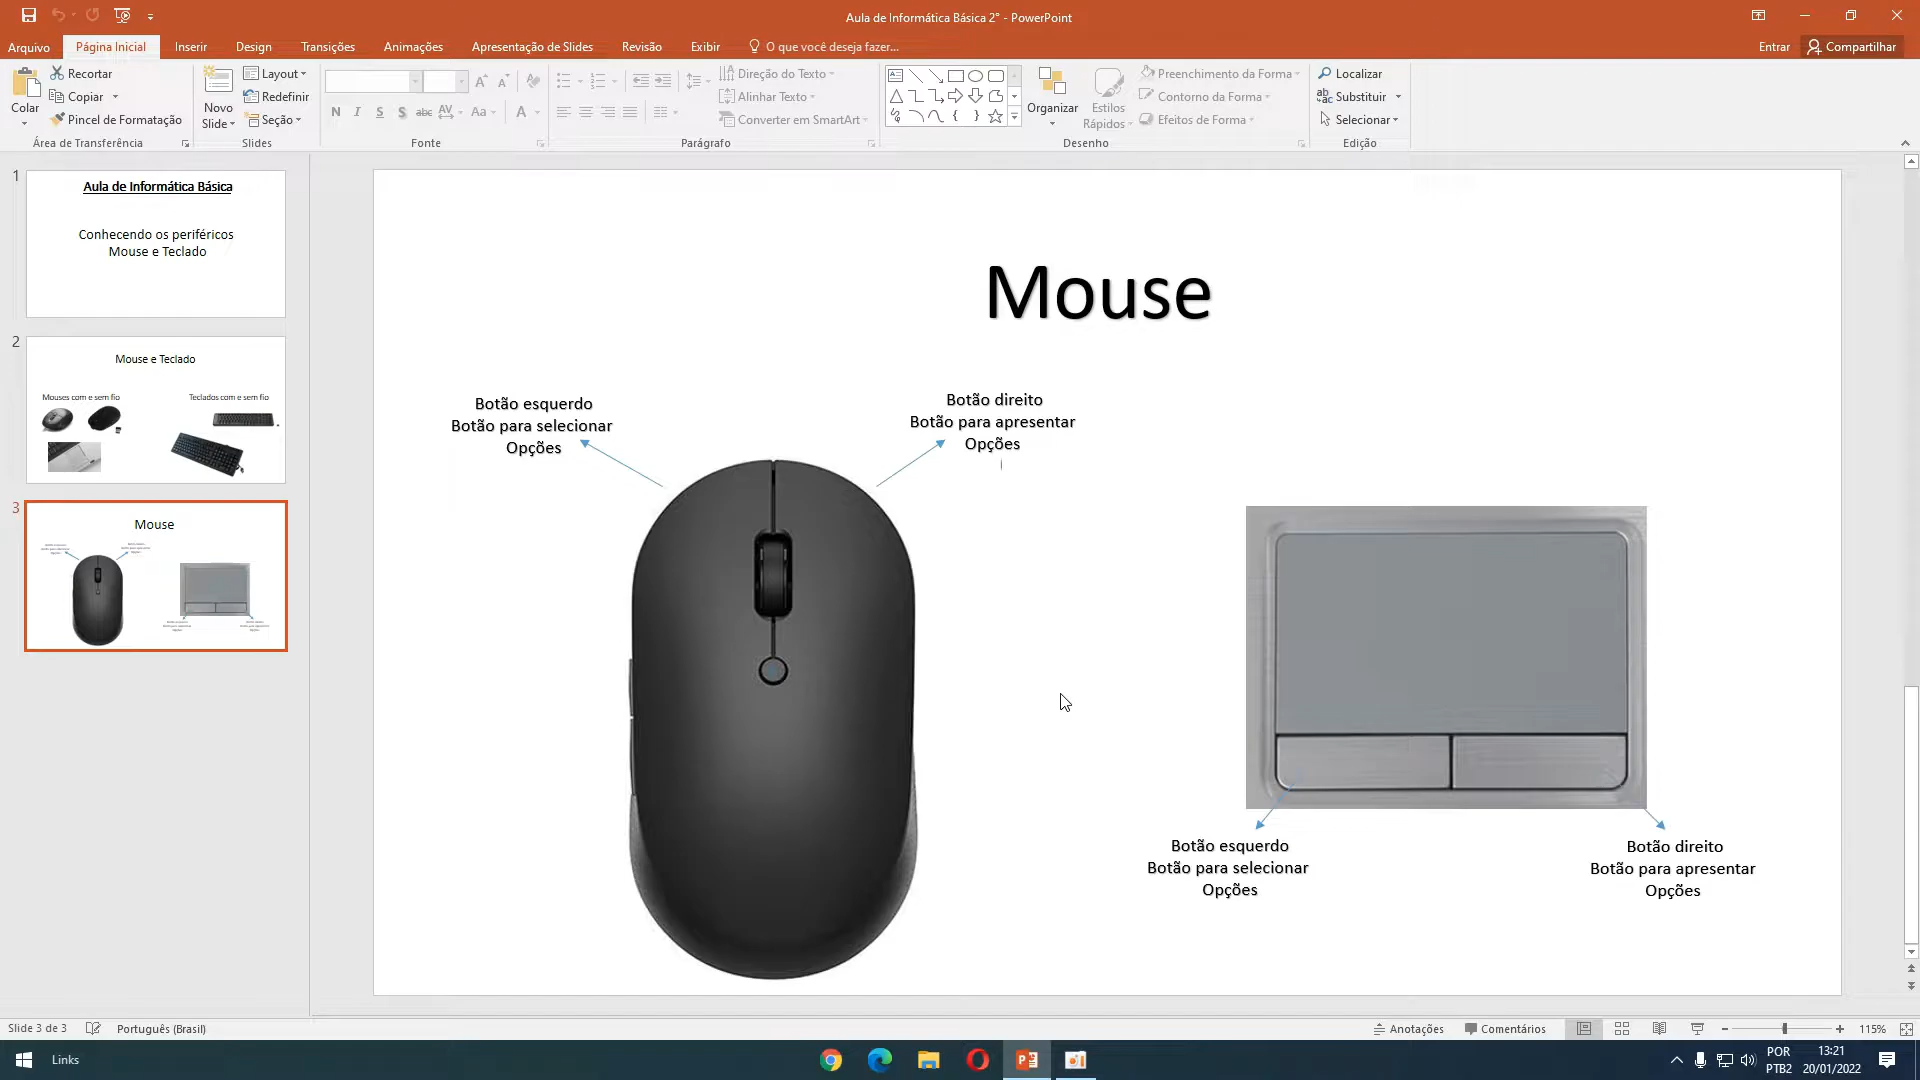 Aula de Informática Básica 2° - PowerPoint
Arquivo
Página Inicial
Inserir
Design
Transições
Animações
Apresentação de Slides
Revisão
Exibir
O que você deseja fazer...
Entrar
Compartilhar
Colar
Recortar
Copiar
Pincel de Formatação
Área de Transferência
Novo
Slide
Layout
Redefinir
Seção
Slides
N I S S abc AV Aa A
Fonte
Direção do Texto
Alinhar Texto
Converter em SmartArt
Parágrafo
Organizar
Estilos
Rápidos
Preenchimento da Forma
Contorno da Forma
Efeitos de Forma
Desenho
Localizar
Substituir
Selecionar
Edição
1
Aula de Informática Básica
Conhecendo os periféricos
Mouse e Teclado
2
Mouse e Teclado
Mouses com e sem fio
Teclados com e sem fio
3
Mouse
Mouse
Botão esquerdo
Botão para selecionar
Opções
Botão direito
Botão para apresentar
Opções
Botão esquerdo
Botão para selecionar
Opções
Botão direito
Botão para apresentar
Opções
Slide 3 de 3
Português (Brasil)
Anotações
Comentários
115%
Links
POR
PTB2
13:21
20/01/2022